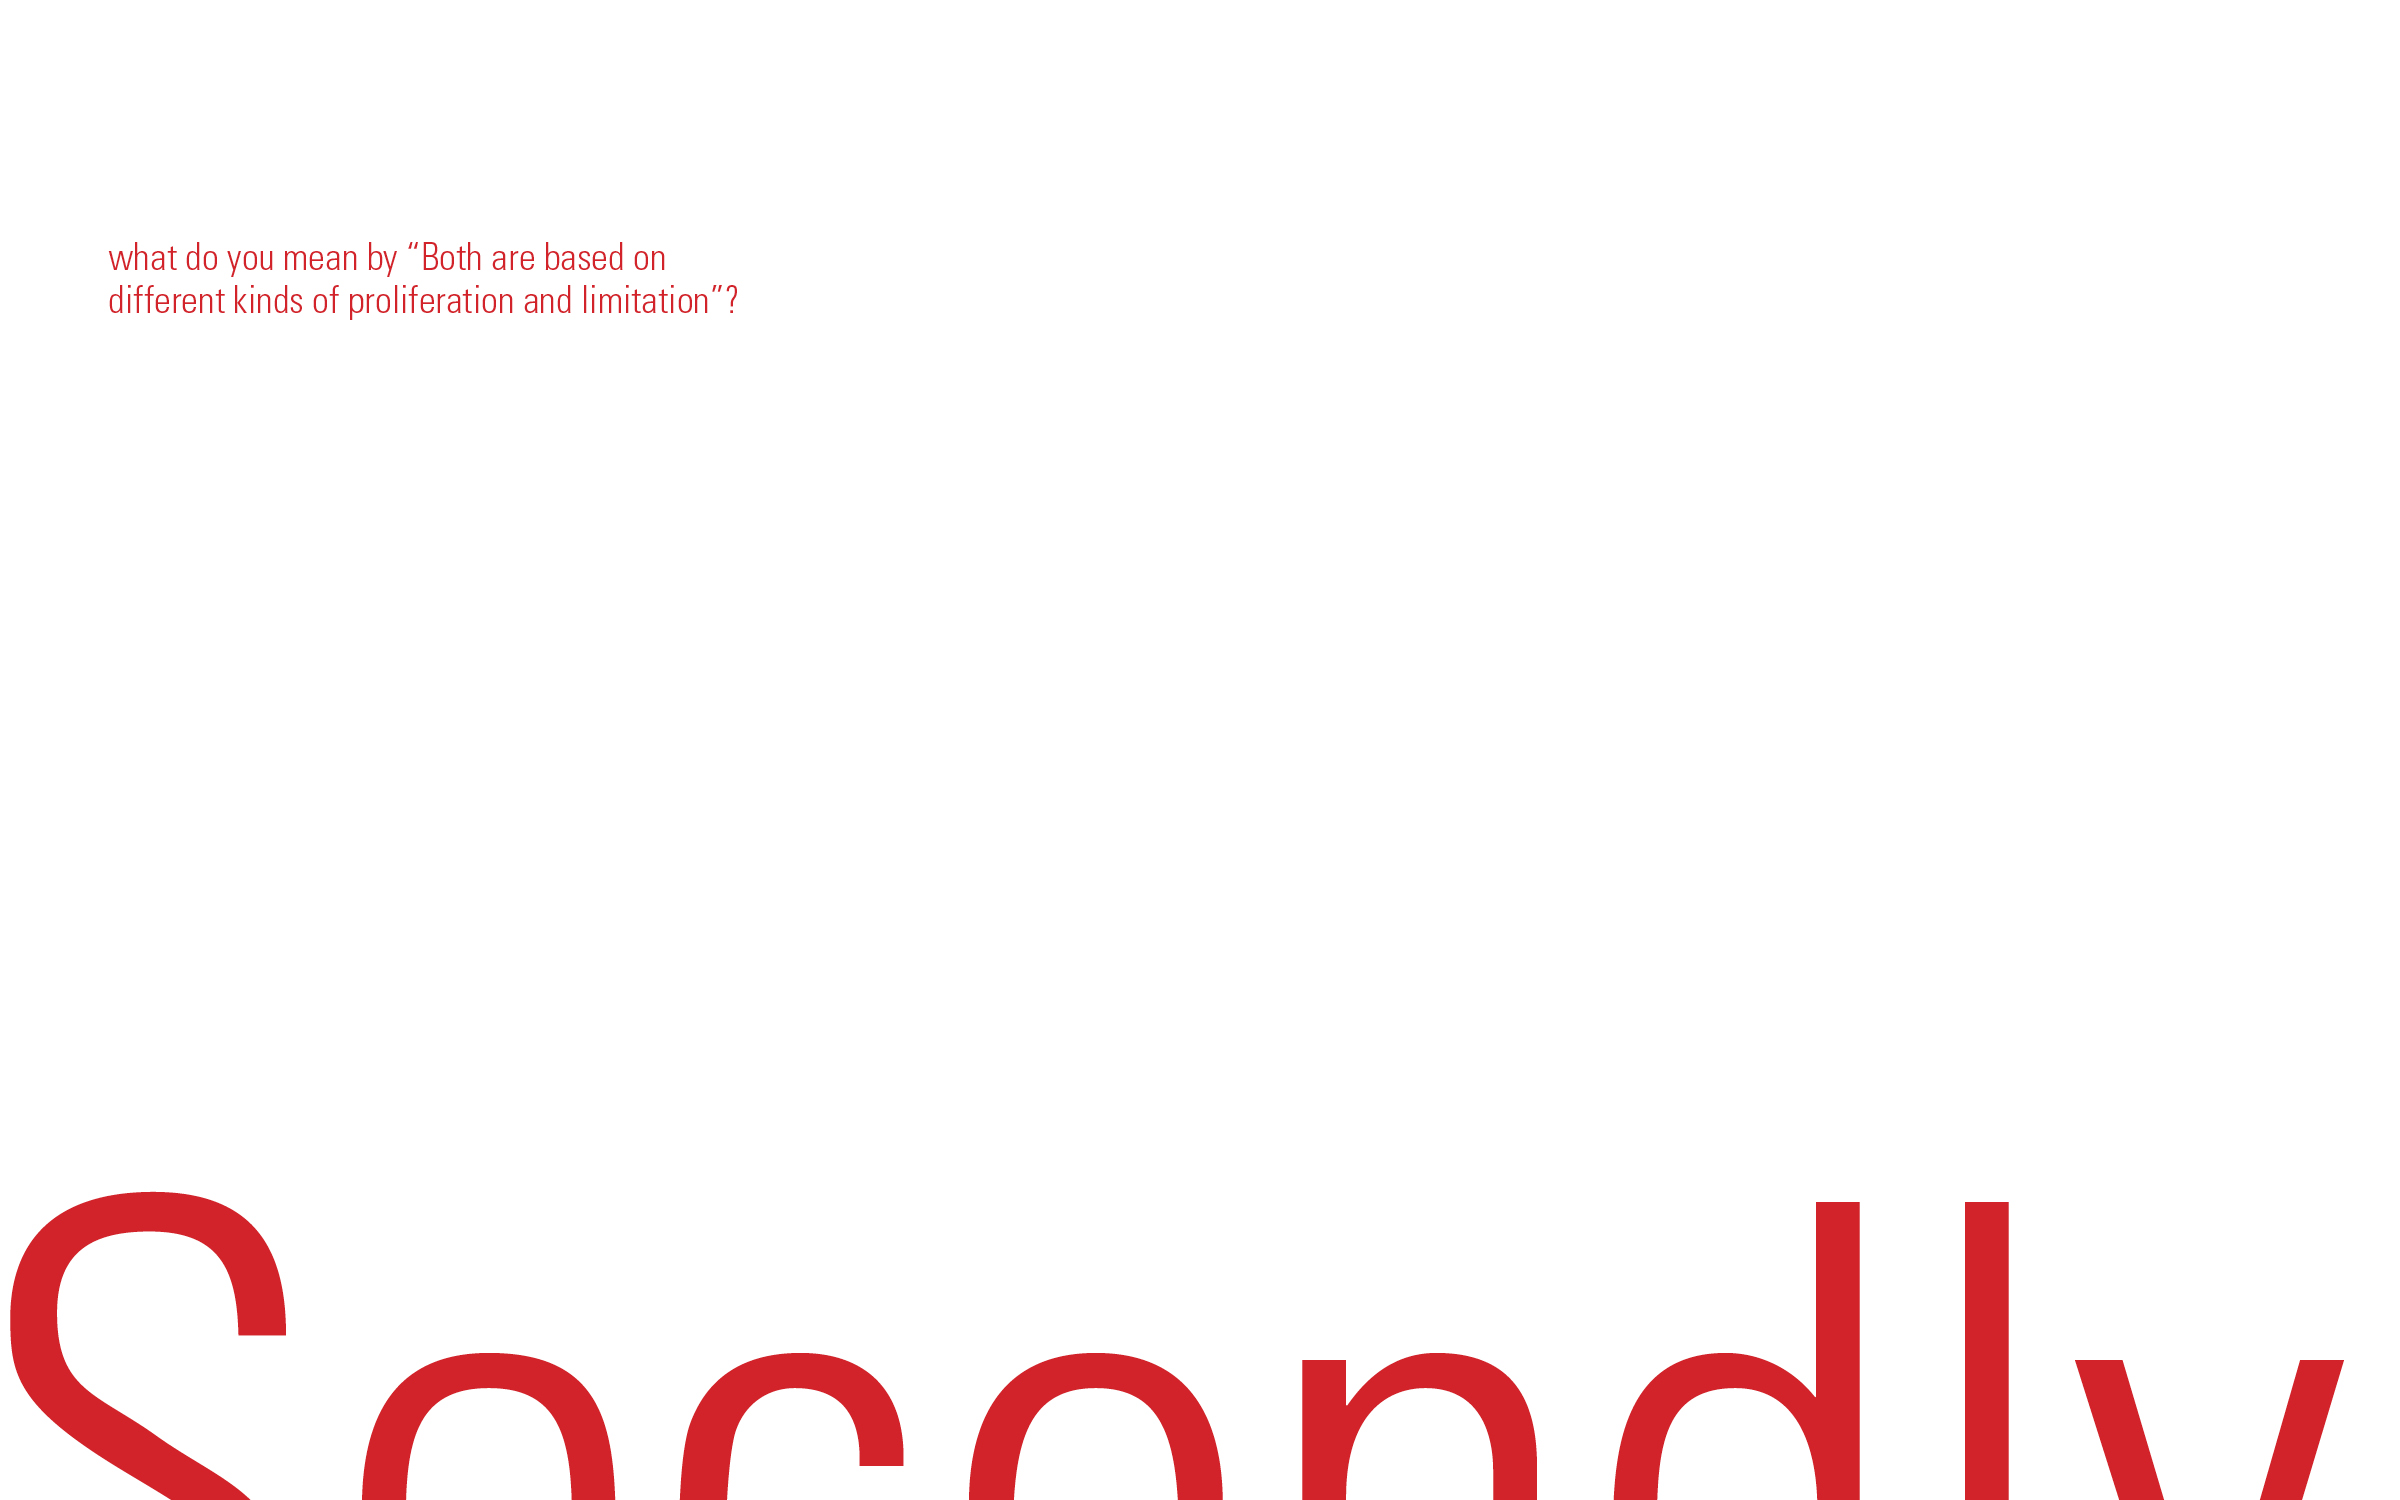 what do you mean by “Both are based on
different kinds of proliferation and limitation”?
Secondly